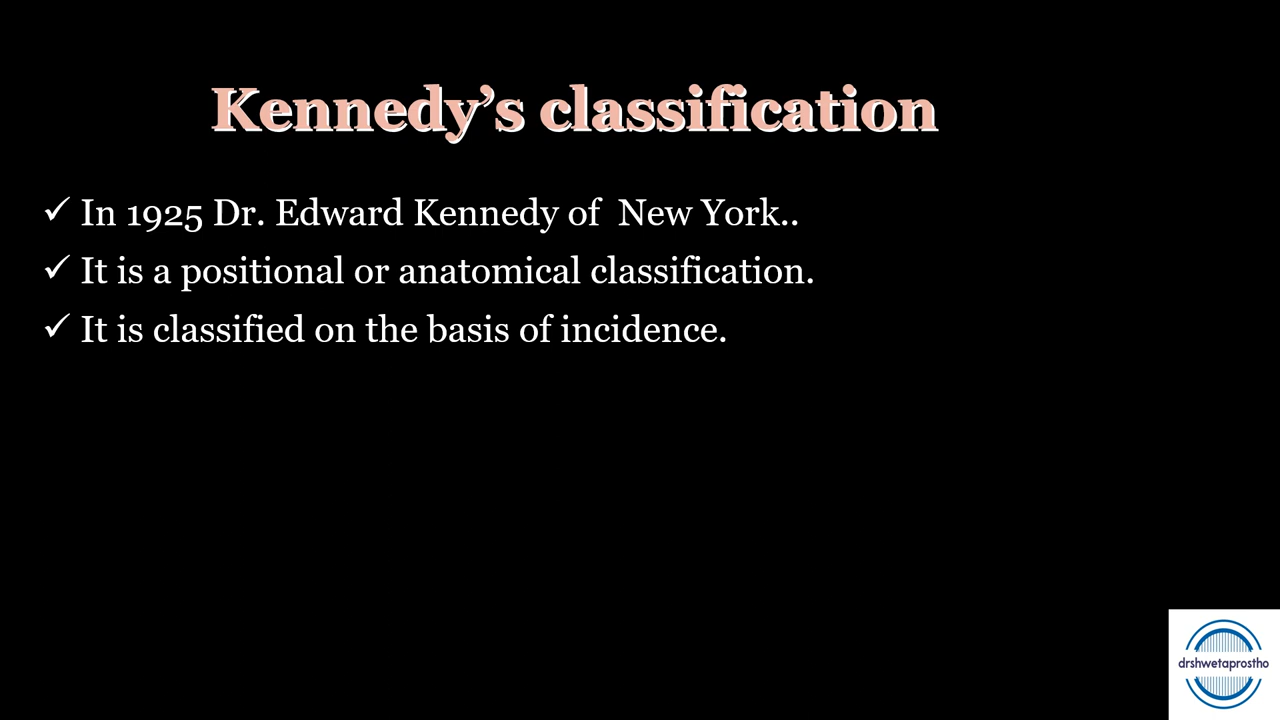 Kennedy’s classification
✓ In 1925 Dr. Edward Kennedy of  New York..
✓ It is a positional or anatomical classification.
✓ It is classified on the basis of incidence.
drshwetaprostho